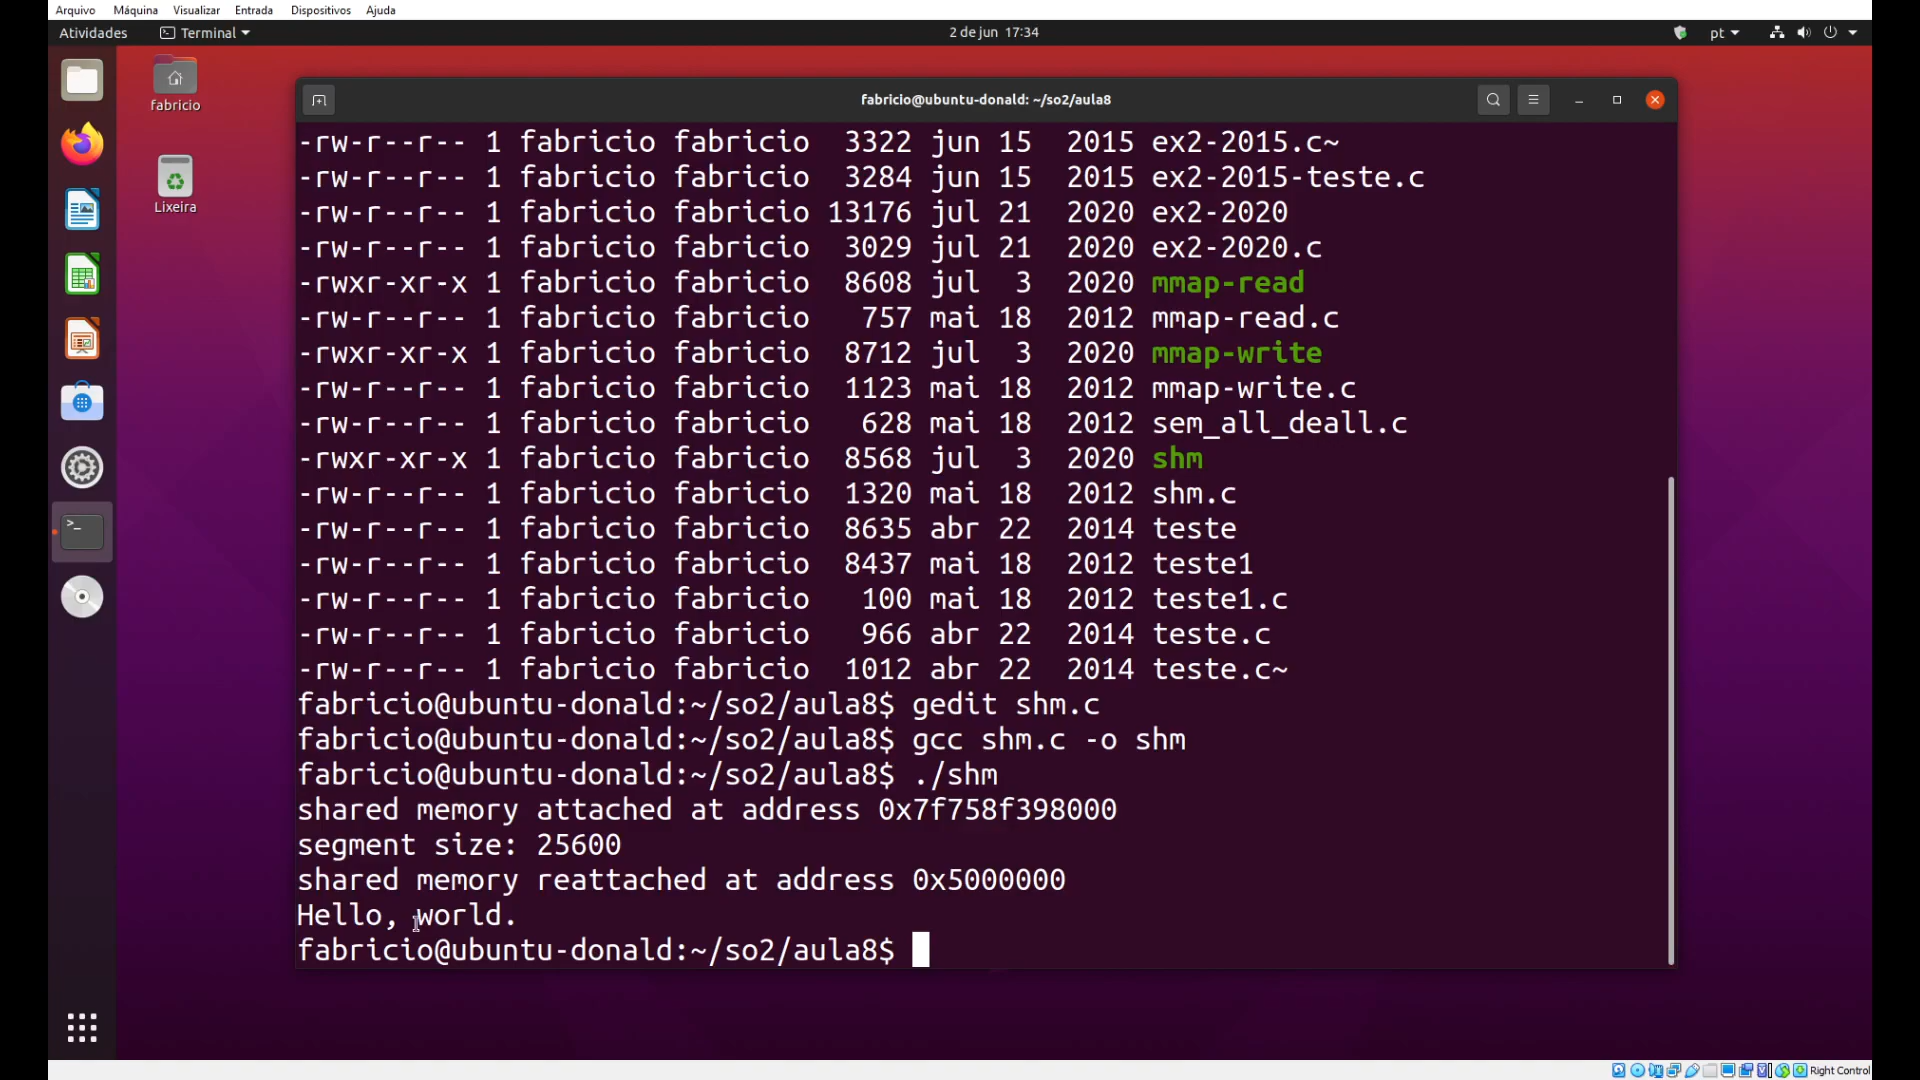 Arquivo Máquina Visualizar Entrada Dispositivos Ajuda
Atividades Terminal 2 de jun 17:34 pt
fabricio
Lixeira
fabricio@ubuntu-donald: ~/so2/aula8
-rw-r--r-- 1 fabricio fabricio 3322 jun 15 2015 ex2-2015.c~
-rw-r--r-- 1 fabricio fabricio 3284 jun 15 2015 ex2-2015-teste.c
-rw-r--r-- 1 fabricio fabricio 13176 jul 21 2020 ex2-2020
-rw-r--r-- 1 fabricio fabricio 3029 jul 21 2020 ex2-2020.c
-rwxr-xr-x 1 fabricio fabricio 8608 jul 3 2020 mmap-read
-rw-r--r-- 1 fabricio fabricio 757 mai 18 2012 mmap-read.c
-rwxr-xr-x 1 fabricio fabricio 8712 jul 3 2020 mmap-write
-rw-r--r-- 1 fabricio fabricio 1123 mai 18 2012 mmap-write.c
-rw-r--r-- 1 fabricio fabricio 628 mai 18 2012 sem_all_deall.c
-rwxr-xr-x 1 fabricio fabricio 8568 jul 3 2020 shm
-rw-r--r-- 1 fabricio fabricio 1320 mai 18 2012 shm.c
-rw-r--r-- 1 fabricio fabricio 8635 abr 22 2014 teste
-rw-r--r-- 1 fabricio fabricio 8437 mai 18 2012 teste1
-rw-r--r-- 1 fabricio fabricio 100 mai 18 2012 teste1.c
-rw-r--r-- 1 fabricio fabricio 966 abr 22 2014 teste.c
-rw-r--r-- 1 fabricio fabricio 1012 abr 22 2014 teste.c~
fabricio@ubuntu-donald:~/so2/aula8$ gedit shm.c
fabricio@ubuntu-donald:~/so2/aula8$ gcc shm.c -o shm
fabricio@ubuntu-donald:~/so2/aula8$ ./shm
shared memory attached at address 0x7f758f398000
segment size: 25600
shared memory reattached at address 0x5000000
Hello, world.
fabricio@ubuntu-donald:~/so2/aula8$
Right Control